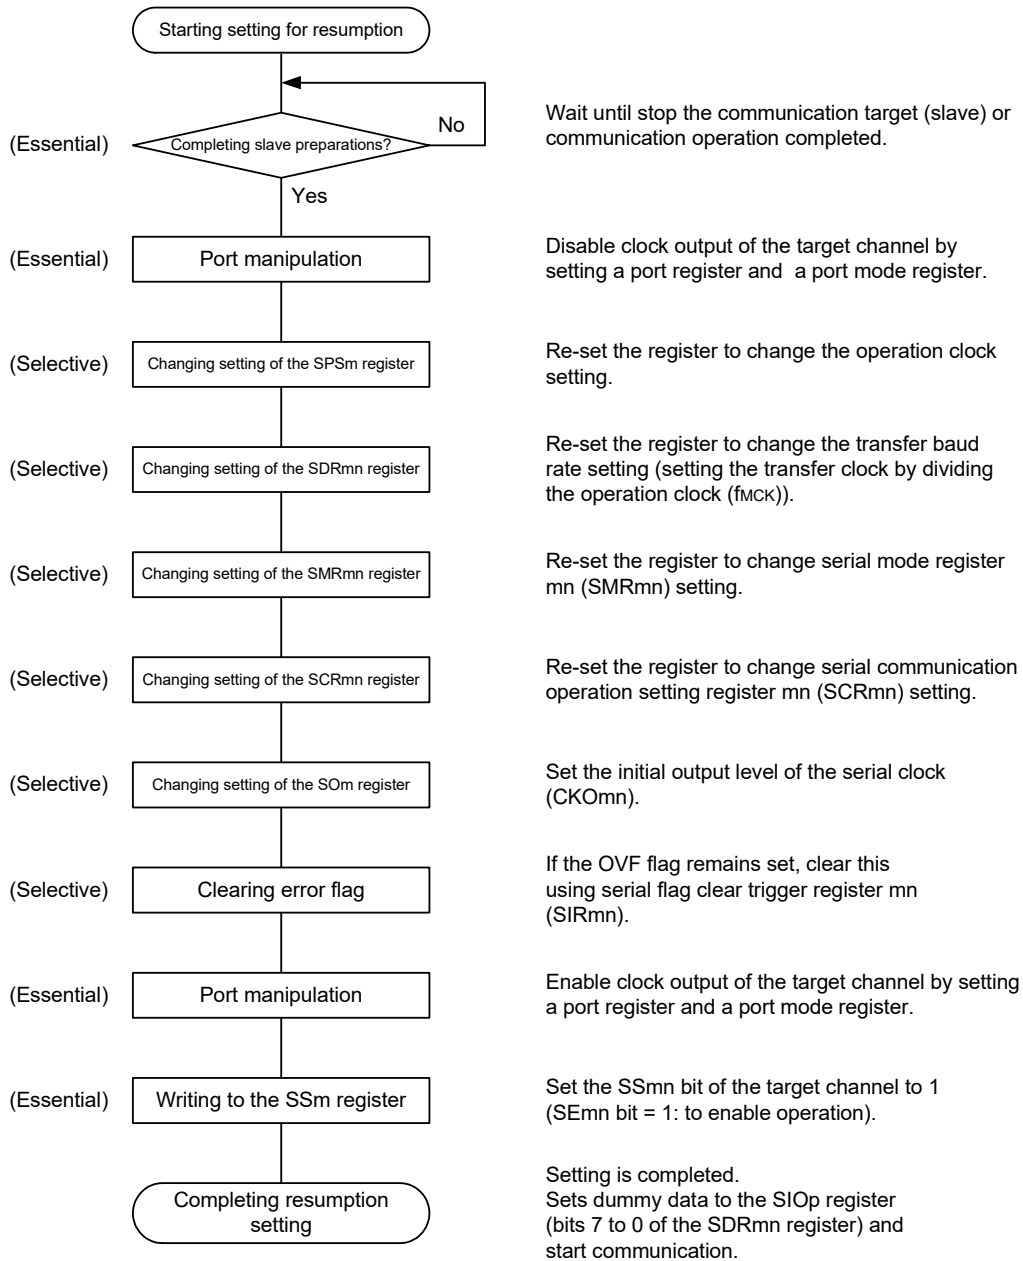 Starting setting for resumption
(Essential)
Completing slave preparations?
No
Yes
Wait until stop the communication target (slave) or
communication operation completed.
(Essential)
Port manipulation
Disable clock output of the target channel by
setting a port register and  a port mode register.
(Selective)
Changing setting of the SPSm register
Re-set the register to change the operation clock
setting.
(Selective)
Changing setting of the SDRmn register
Re-set the register to change the transfer baud
rate setting (setting the transfer clock by dividing
the operation clock (fMCK)).
(Selective)
Changing setting of the SMRmn register
Re-set the register to change serial mode register
mn (SMRmn) setting.
(Selective)
Changing setting of the SCRmn register
Re-set the register to change serial communication
operation setting register mn (SCRmn) setting.
(Selective)
Changing setting of the SOm register
Set the initial output level of the serial clock
(CKOmn).
(Selective)
Clearing error flag
If the OVF flag remains set, clear this
using serial flag clear trigger register mn
(SIRmn).
(Essential)
Port manipulation
Enable clock output of the target channel by setting
a port register and a port mode register.
(Essential)
Writing to the SSm register
Set the SSmn bit of the target channel to 1
(SEmn bit = 1: to enable operation).
Completing resumption
setting
Setting is completed.
Sets dummy data to the SIOp register
(bits 7 to 0 of the SDRmn register) and
start communication.